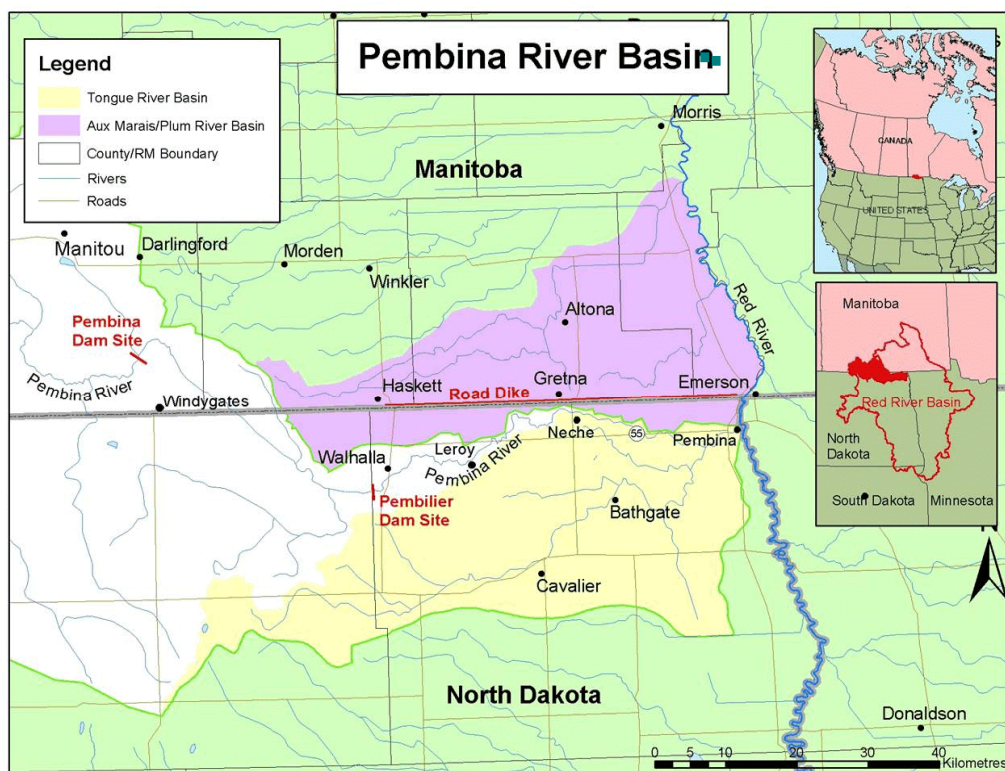 Pembina River Basin
Legend
Tongue River Basin
Aux Marais/Plum River Basin
County/RM Boundary
Rivers
Roads
Morris
Manitoba
Manitou
Darlingford
Morden
Winkler
Altona
Red River
Pembina
Dam Site
Pembina River
Windygates
Haskett
Road Dike
Gretna
Emerson
Neche
55
Pembina
Walhalla
Leroy
Pembina River
Pembilier
Dam Site
Bathgate
Cavalier
North Dakota
Donaldson
CANADA
UNITED STATES
Manitoba
Red River Basin
North
Dakota
South Dakota
Minnesota
N
0 5 10 20 30 40
Kilometres